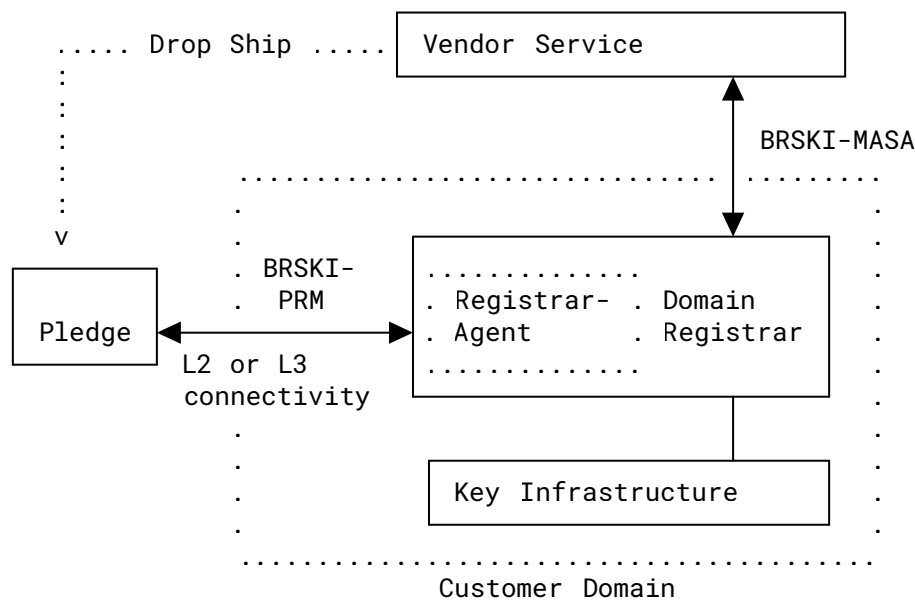 Drop Ship
Vendor Service
BRSKI-MASA
BRSKI-
PRM
Registrar-
Agent
Domain
Registrar
Pledge
L2 or L3
connectivity
Key Infrastructure
Customer Domain